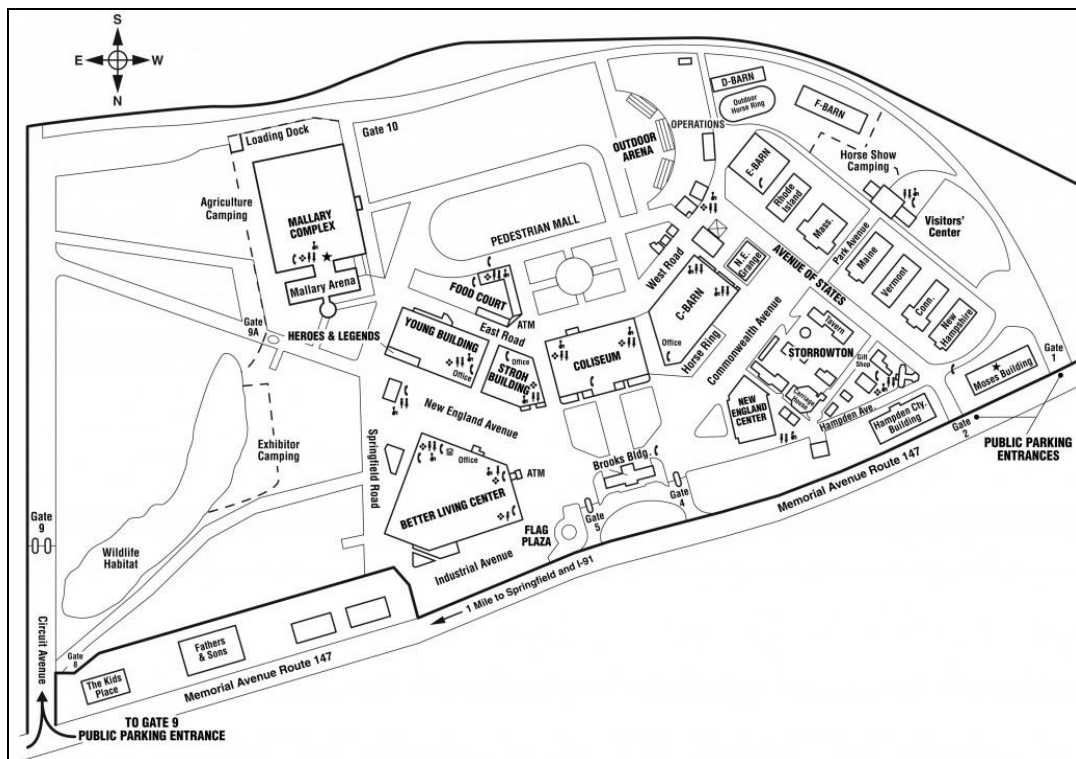 S
E
W
N
Loading Dock
Gate 10
Agriculture
Camping
MALLARY
COMPLEX
Mallary Arena
Gate
9A
HEROES & LEGENDS
PEDESTRIAN MALL
FOOD COURT
ATM
East Road
YOUNG BUILDING
Office
Office
STROH
BUILDING
COLISEUM
OUTDOOR
ARENA
OPERATIONS
D-BARN
Outdoor
Horse Ring
F-BARN
E-BARN
Rhode
Island
Mass.
Horse Show
Camping
Visitors'
Center
Park Avenue
Maine
Vermont
Conn.
New
Hampshire
AVENUE OF STATES
N.E.
Grange
West Road
C-BARN
Office
Horse Ring
Commonwealth Avenue
Tavern
STORROWTON
Gift
Shop
Carriage
House
NEW
ENGLAND
CENTER
Hampden Ave.
Hampden Cty.
Building
Moses Building
Gate
1
Gate
2
PUBLIC PARKING
ENTRANCES
New England Avenue
Springfield Road
Exhibitor
Camping
Office
ATM
BETTER LIVING CENTER
Brooks Bldg.
Gate
4
Gate
5
FLAG
PLAZA
Industrial Avenue
Memorial Avenue Route 147
1 Mile to Springfield and I-91
Gate
9
Wildlife
Habitat
Circuit Avenue
Gate
8
Fathers
& Sons
The Kids
Place
Memorial Avenue Route 147
TO GATE 9
PUBLIC PARKING ENTRANCE